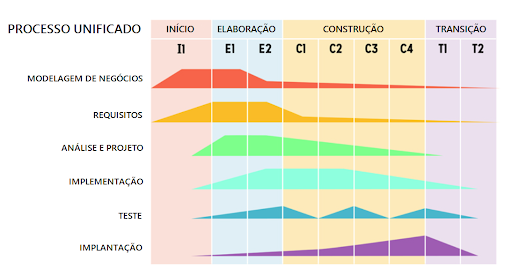 PROCESSO UNIFICADO
INÍCIO ELABORAÇÃO CONSTRUÇÃO TRANSIÇÃO
I1 E1 E2 C1 C2 C3 C4 T1 T2
MODELAGEM DE NEGÓCIOS
REQUISITOS
ANÁLISE E PROJETO
IMPLEMENTAÇÃO
TESTE
IMPLANTAÇÃO